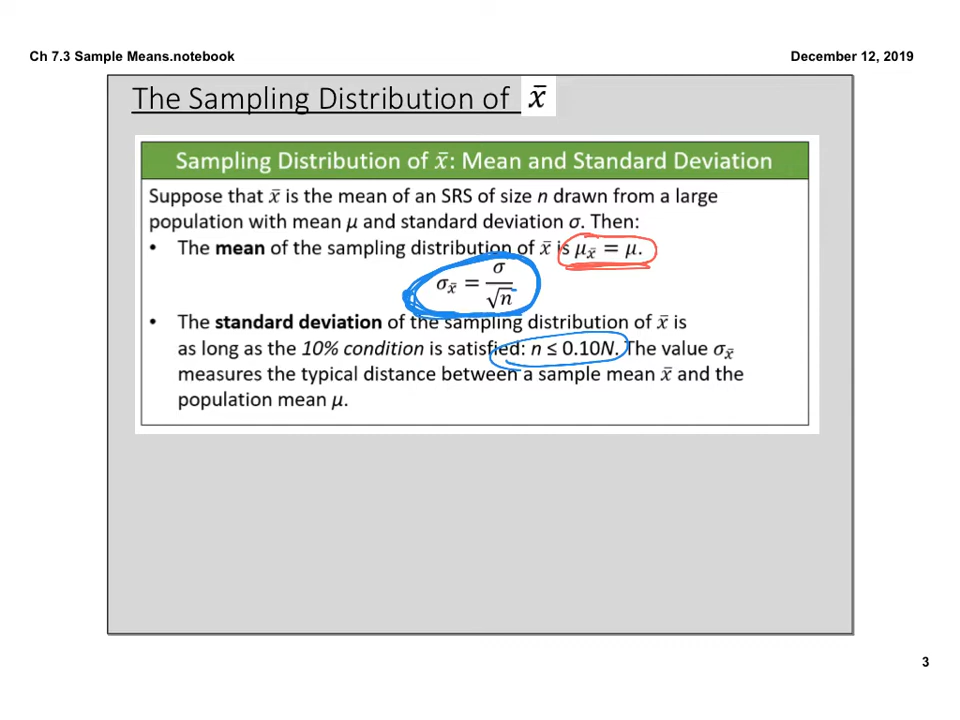 Ch 7.3 Sample Means.notebook
December 12, 2019
The Sampling Distribution of x̄
Sampling Distribution of x̄: Mean and Standard Deviation
Suppose that x̄ is the mean of an SRS of size n drawn from a large
population with mean μ and standard deviation σ. Then:
• The mean of the sampling distribution of x̄ is μx̄ = μ.
σx̄ = σ/√n
• The standard deviation of the sampling distribution of x̄ is
as long as the 10% condition is satisfied: n ≤ 0.10N. The value σx̄
measures the typical distance between a sample mean x̄ and the
population mean μ.
3